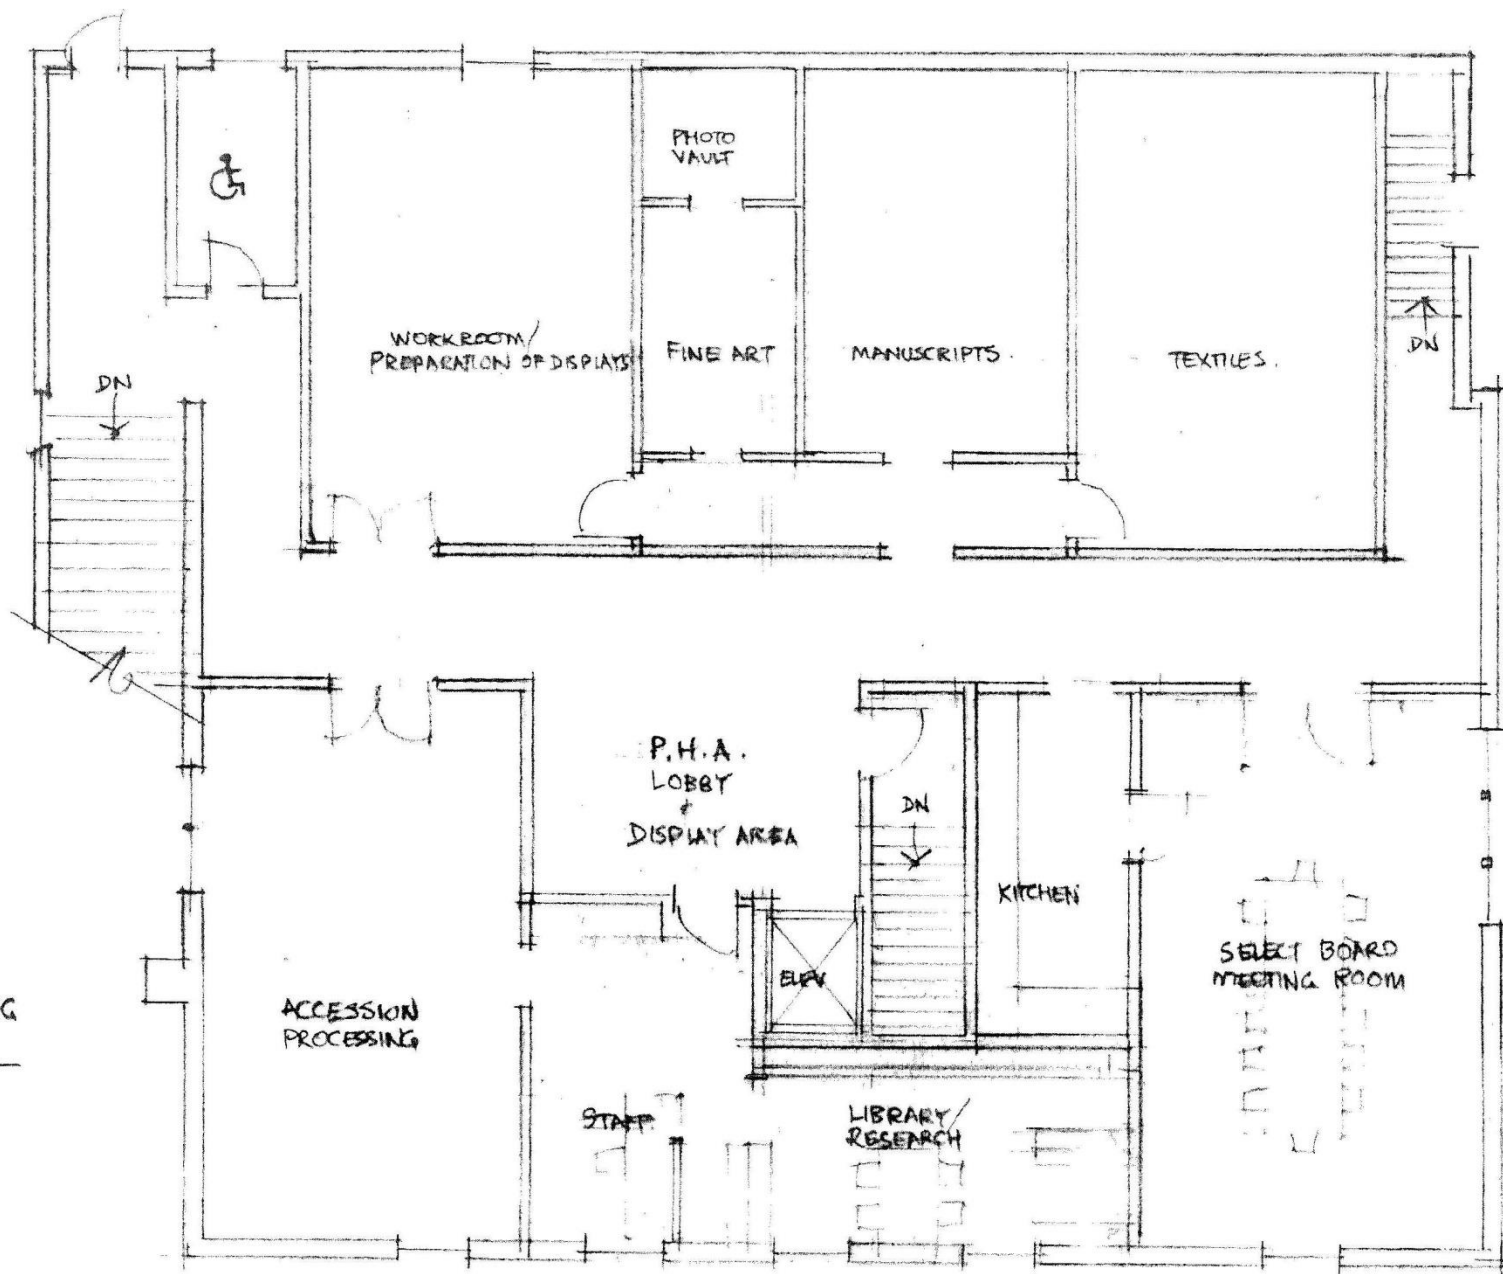 PHOTO
VAULT
WORKROOM/
PREPARATION OF DISPLAYS
FINE ART
MANUSCRIPTS.
TEXTILES.
DN
DN
P.H.A.
LOBBY
&
DISPLAY AREA
DN
KITCHEN
ELEV
SELECT BOARD
MEETING ROOM
G
ACCESSION
PROCESSING
STAFF.
LIBRARY/
RESEARCH